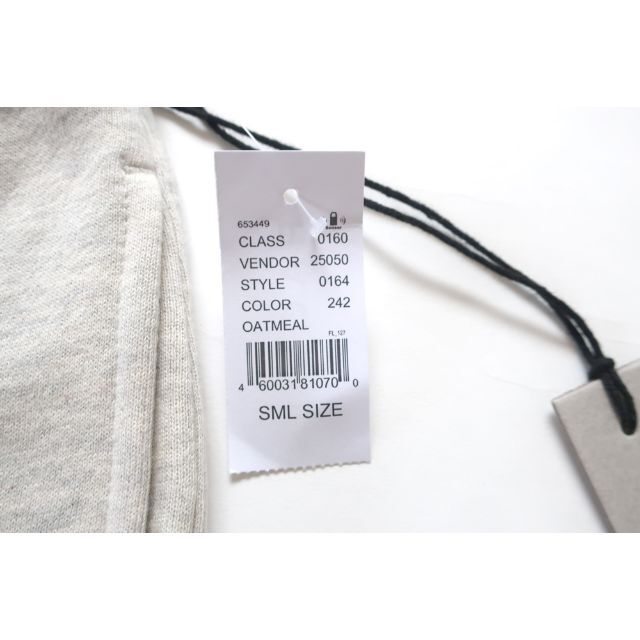 653449
Sensor
CLASS 0160
VENDOR 25050
STYLE 0164
COLOR 242
OATMEAL
FL_127
4 60031 81070 0
SML SIZE